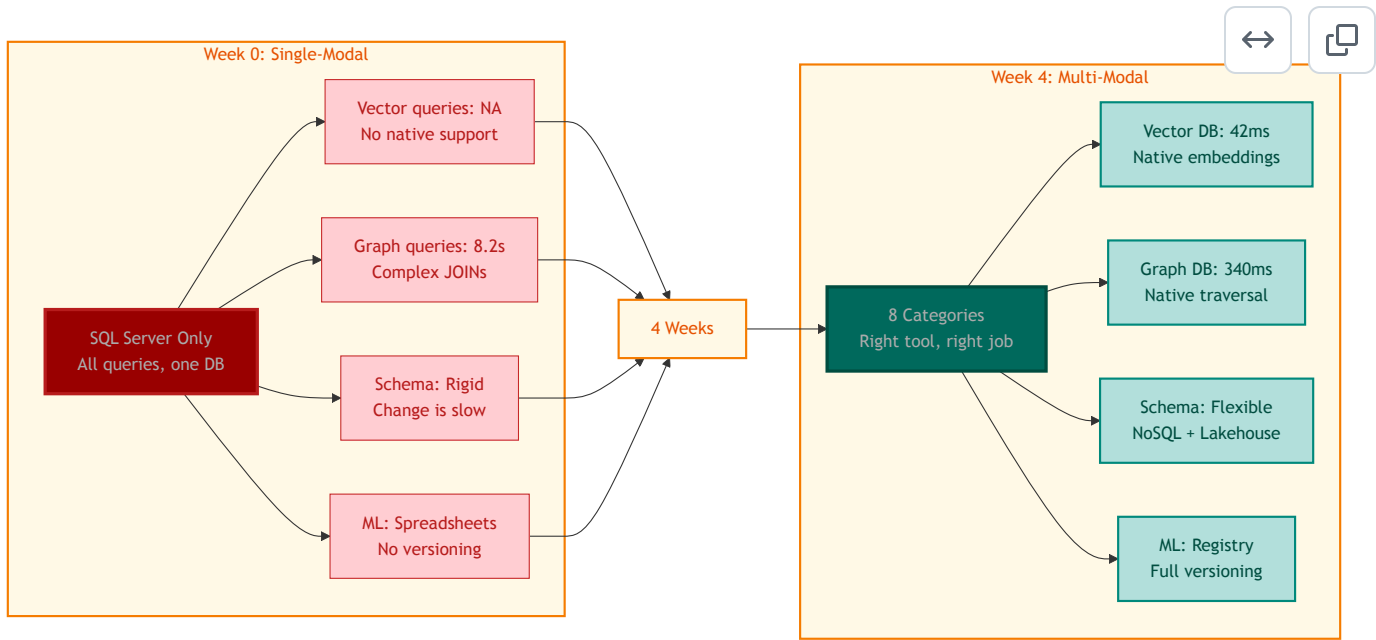 Week 0: Single-Modal
Vector queries: NA
No native support
Graph queries: 8.2s
Complex JOINs
SQL Server Only
All queries, one DB
Schema: Rigid
Change is slow
ML: Spreadsheets
No versioning
4 Weeks
Week 4: Multi-Modal
Vector DB: 42ms
Native embeddings
Graph DB: 340ms
Native traversal
8 Categories
Right tool, right job
Schema: Flexible
NoSQL + Lakehouse
ML: Registry
Full versioning